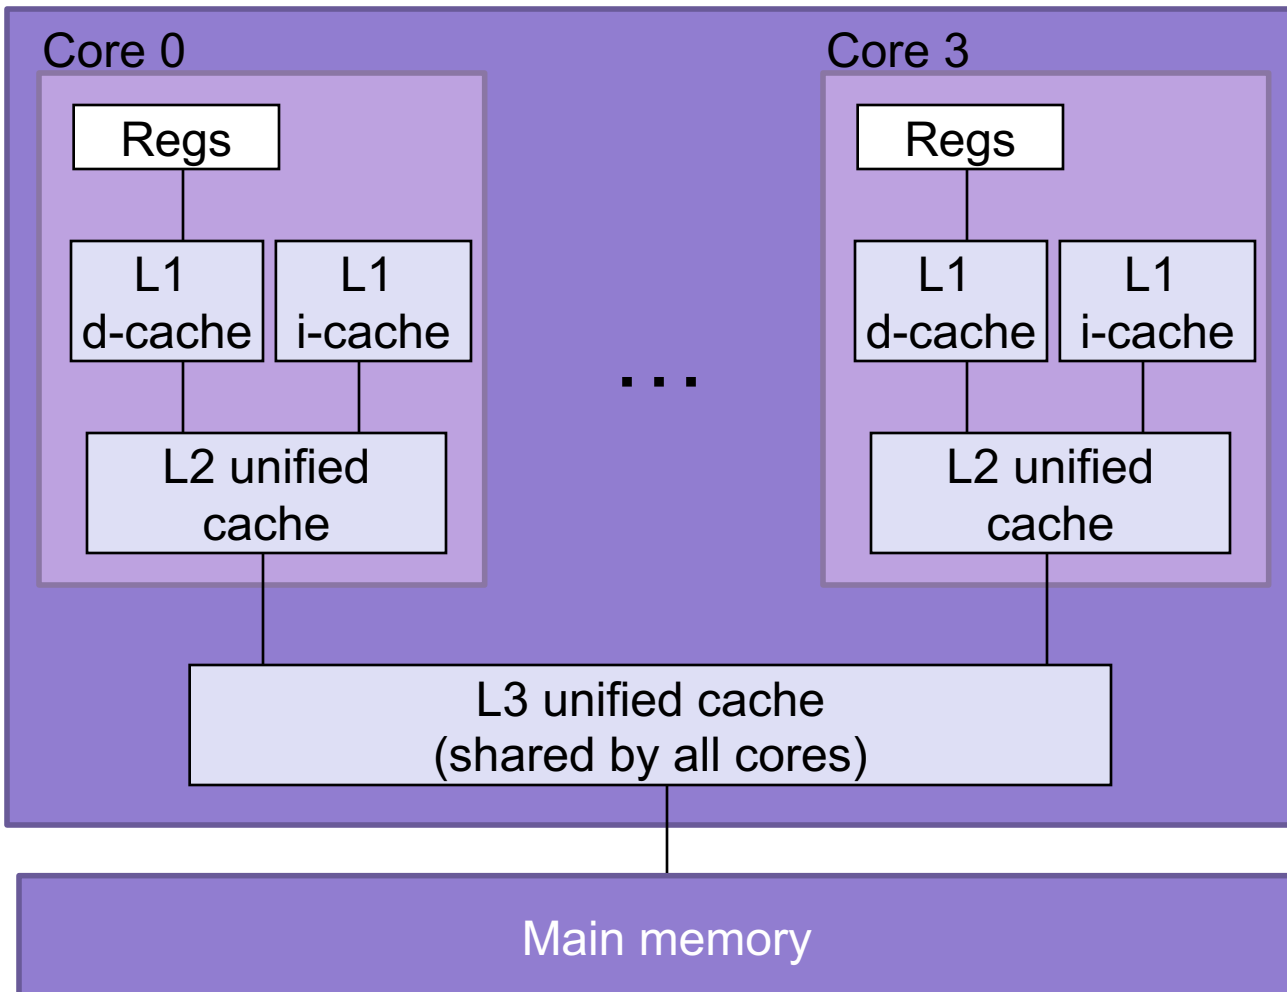 Core 0
Regs
L1
d-cache
L1
i-cache
L2 unified
cache
...
Core 3
Regs
L1
d-cache
L1
i-cache
L2 unified
cache
L3 unified cache
(shared by all cores)
Main memory